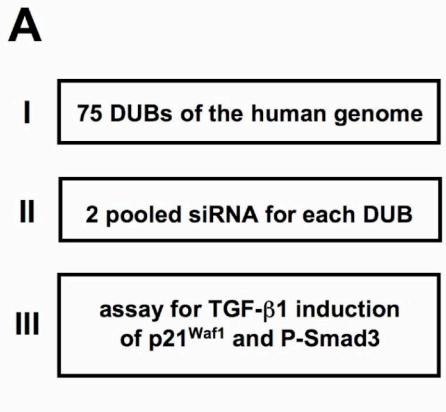 A
I 75 DUBs of the human genome
II 2 pooled siRNA for each DUB
III assay for TGF-β1 induction
of p21Waf1 and P-Smad3